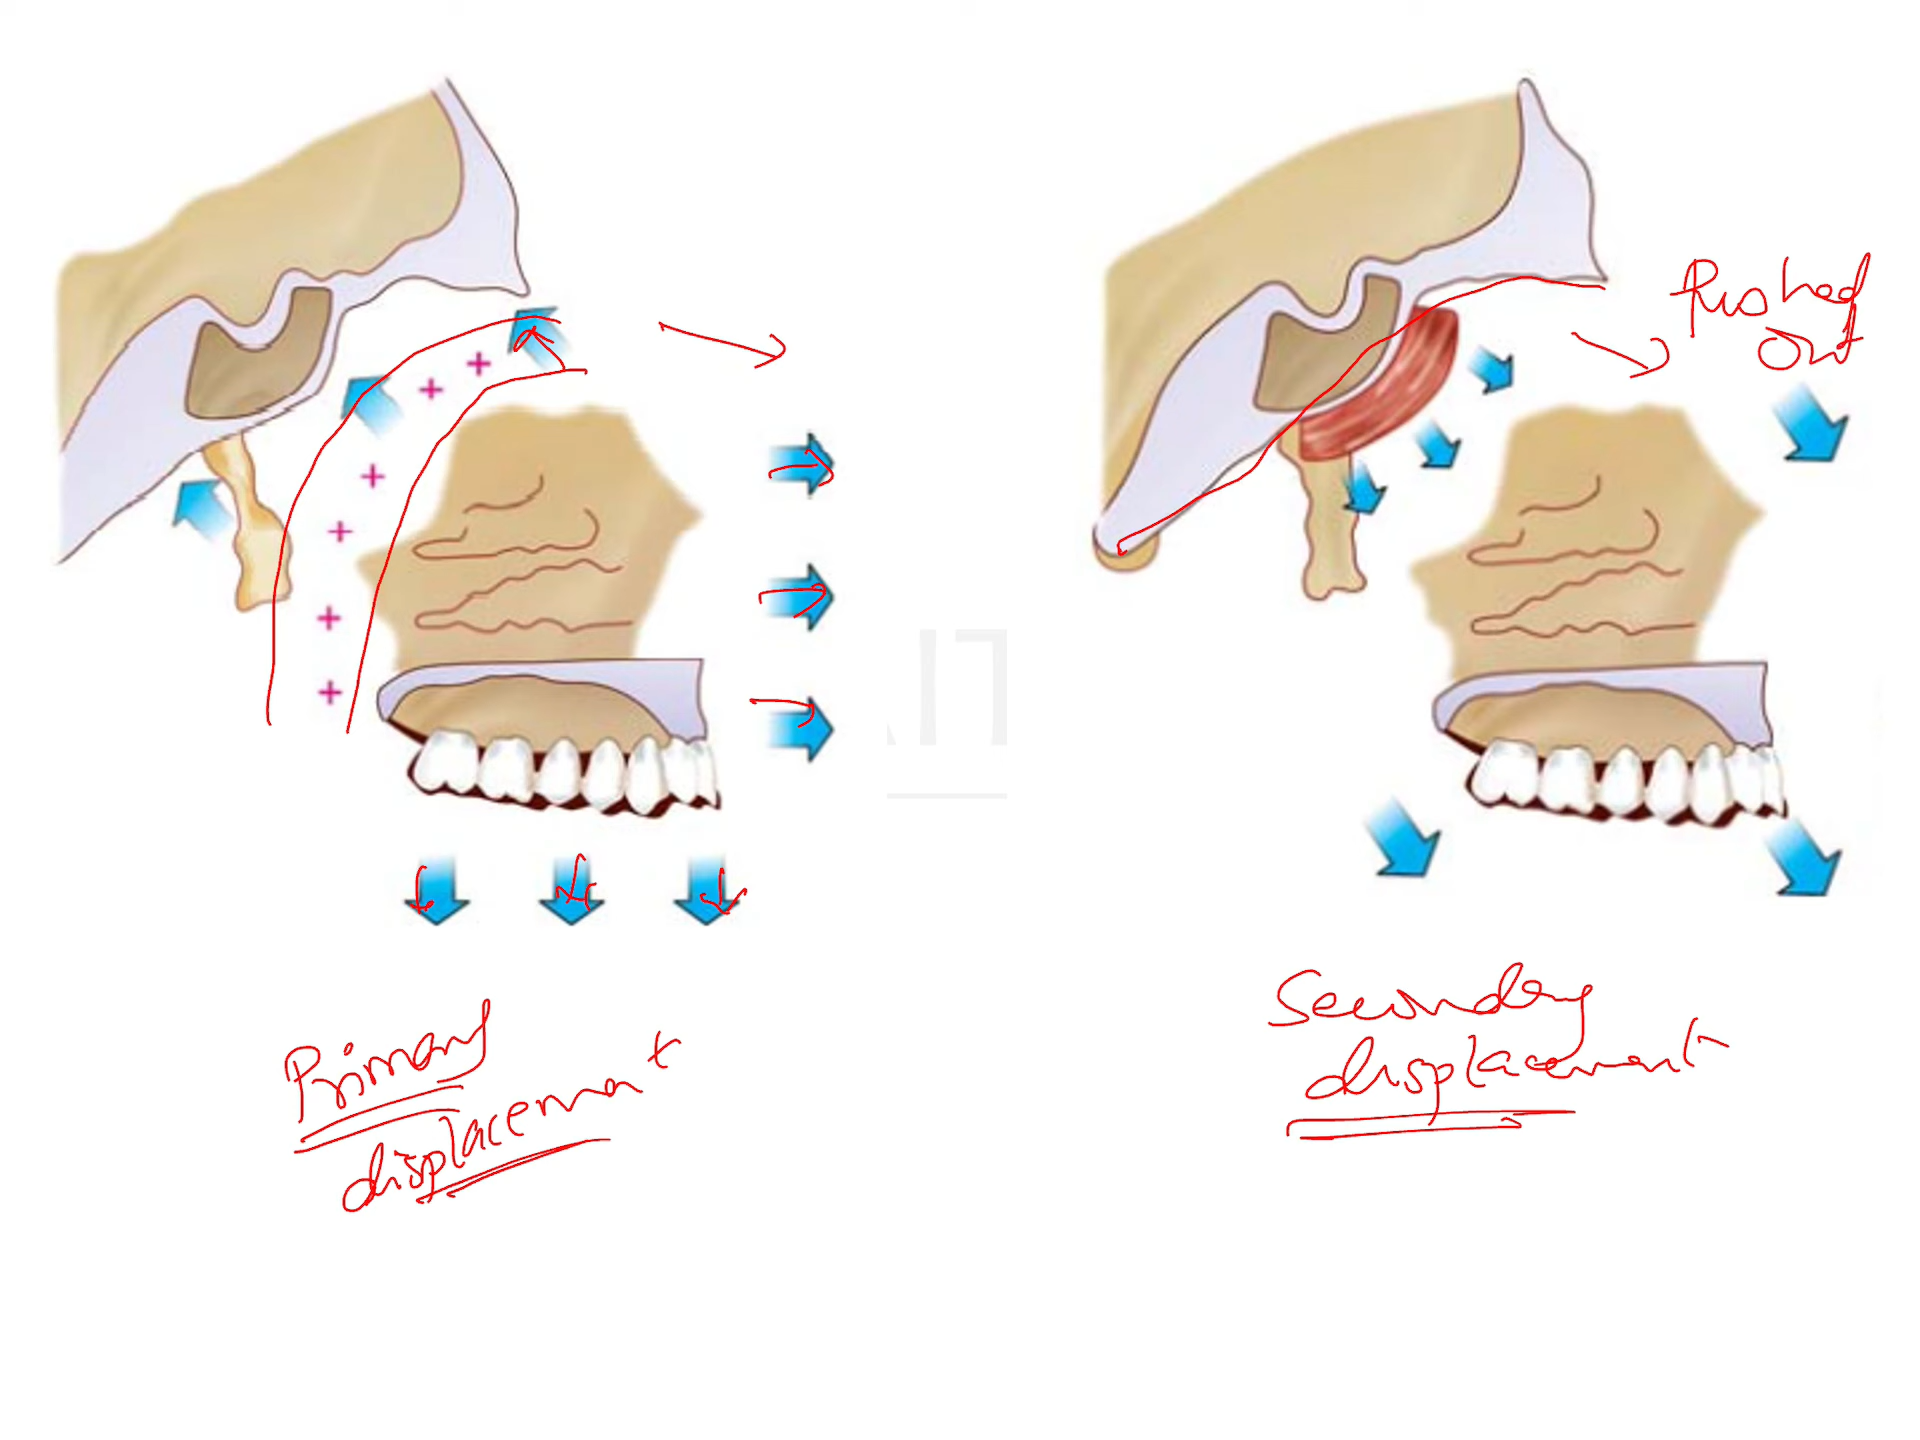 Pushed
Out
Primary
displacement
Secondary
displacement